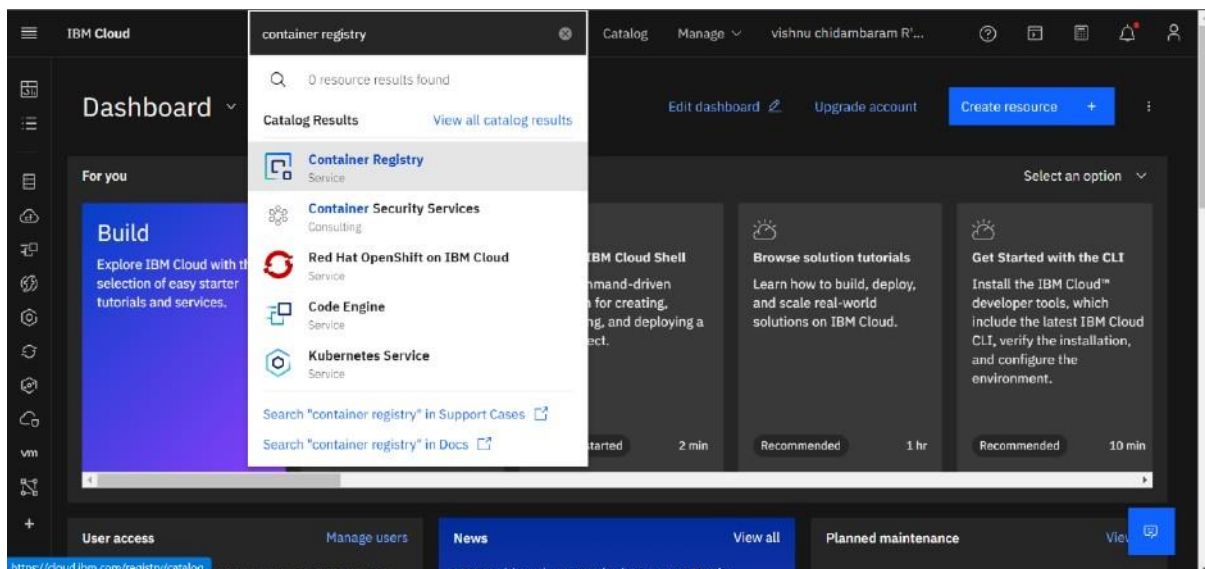 IBM Cloud
container registry
Catalog
Manage
vishnu chidambaram R'...
0 resource results found
Catalog Results
View all catalog results
Container Registry
Service
Container Security Services
Consulting
Red Hat OpenShift on IBM Cloud
Service
Code Engine
Service
Kubernetes Service
Service
Search "container registry" in Support Cases
Search "container registry" in Docs
Dashboard
Edit dashboard
Upgrade account
Create resource +
For you
Select an option
Build
Explore IBM Cloud with
selection of easy starter
tutorials and services.
IBM Cloud Shell
for creating,
and deploying a
2 min
Browse solution tutorials
Learn how to build, deploy,
and scale real-world
solutions on IBM Cloud.
Recommended
1 hr
Get Started with the CLI
Install the IBM Cloud™
developer tools, which
include the latest IBM Cloud
CLI, verify the installation,
and configure the
environment.
Recommended
10 min
vm
User access
Manage users
News
View all
Planned maintenance
https://cloud.ibm.com/registry/catalog